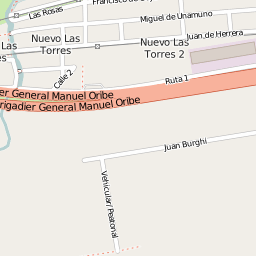 Las Rosas
Miguel de Unamuno
Nuevo Las
Torres
Juan de Herrera
Nuevo Las
Torres 2
Calle 2
Ruta 1
er General Manuel Oribe
rigadier General Manuel Oribe
Juan Burghi
Vehicular/Peatonal